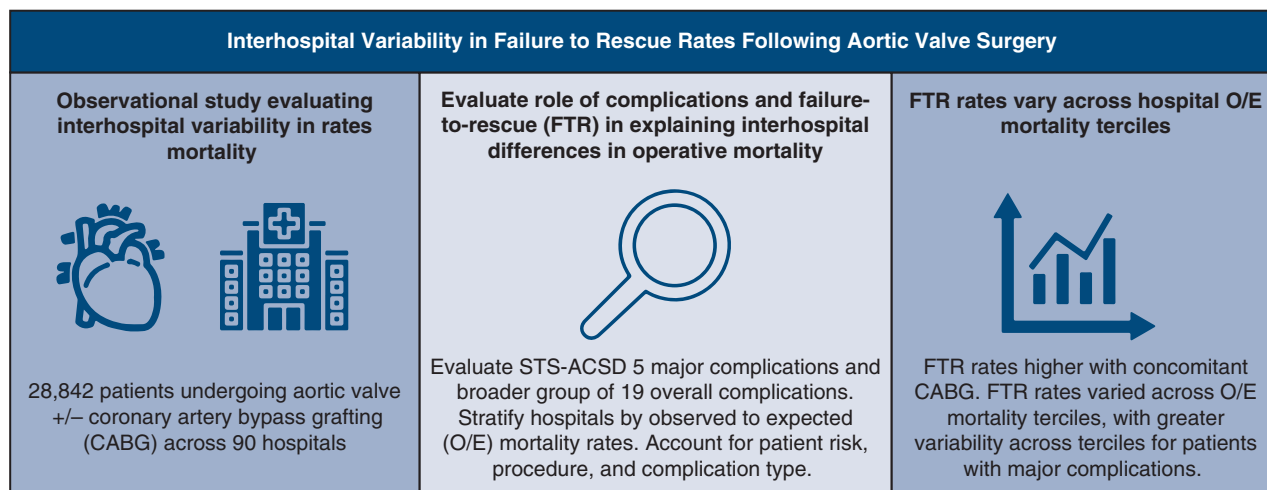 Interhospital Variability in Failure to Rescue Rates Following Aortic Valve Surgery
Observational study evaluating
interhospital variability in rates
mortality
28,842 patients undergoing aortic valve
+/– coronary artery bypass grafting
(CABG) across 90 hospitals
Evaluate role of complications and failure-
to-rescue (FTR) in explaining interhospital
differences in operative mortality
Evaluate STS-ACSD 5 major complications and
broader group of 19 overall complications.
Stratify hospitals by observed to expected
(O/E) mortality rates. Account for patient risk,
procedure, and complication type.
FTR rates vary across hospital O/E
mortality terciles
FTR rates higher with concomitant
CABG. FTR rates varied across O/E
mortality terciles, with greater
variability across terciles for patients
with major complications.